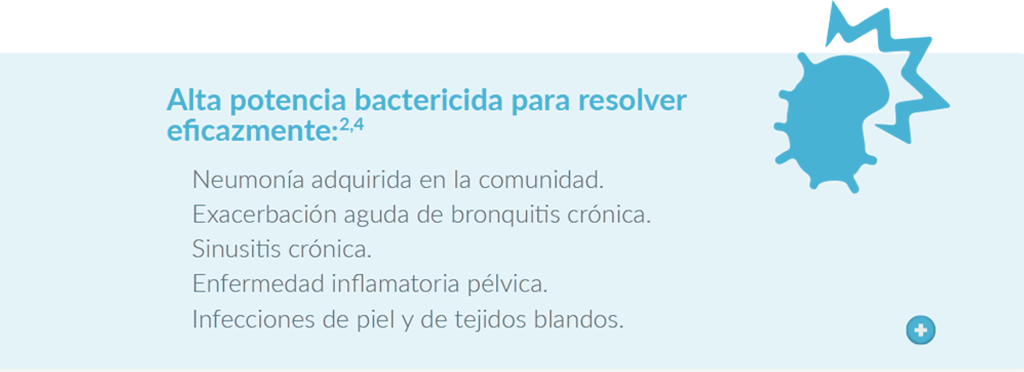 Alta potencia bactericida para resolver
eficazmente:2,4
Neumonía adquirida en la comunidad.
Exacerbación aguda de bronquitis crónica.
Sinusitis crónica.
Enfermedad inflamatoria pélvica.
Infecciones de piel y de tejidos blandos.